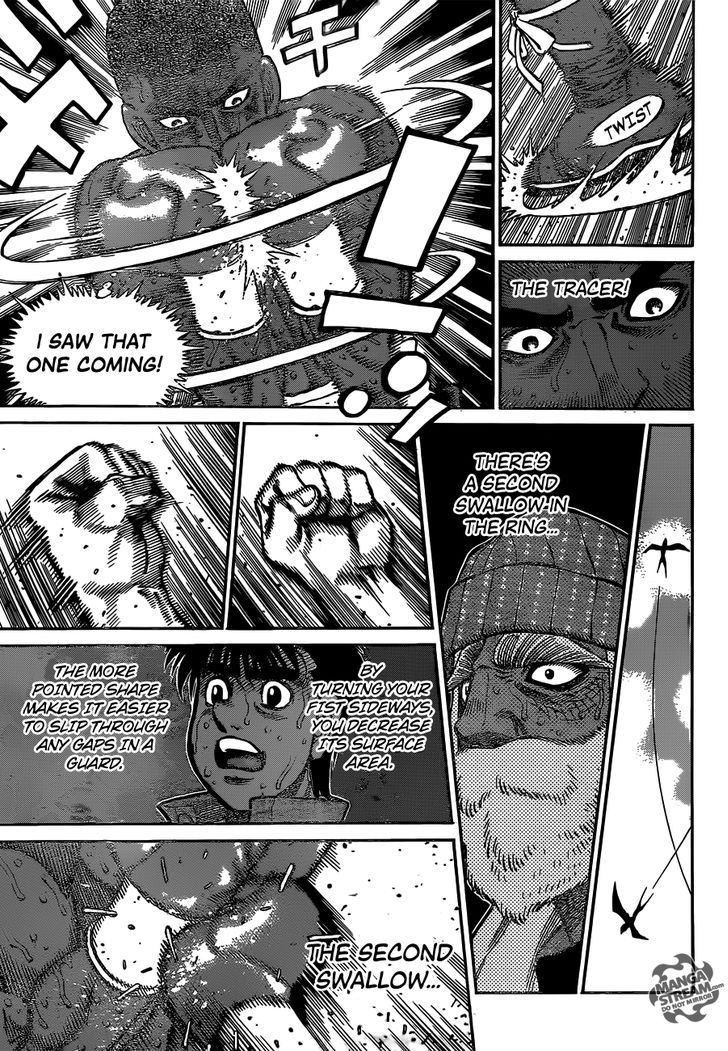 TWIST
THE TRACER!
ギ
チ
I SAW THAT
ONE COMING!
THERE'S
A SECOND
SWALLOW IN
THE RING...
BY
TURNING YOUR
FIST SIDEWAYS,
YOU DECREASE
ITS SURFACE
AREA.
THE MORE
POINTED SHAPE
MAKES IT EASIER
TO SLIP THROUGH
ANY GAPS IN A
GUARD.
THE SECOND
SWALLOW...
MANGA
STREAM.COM
DO NOT MIRROR!